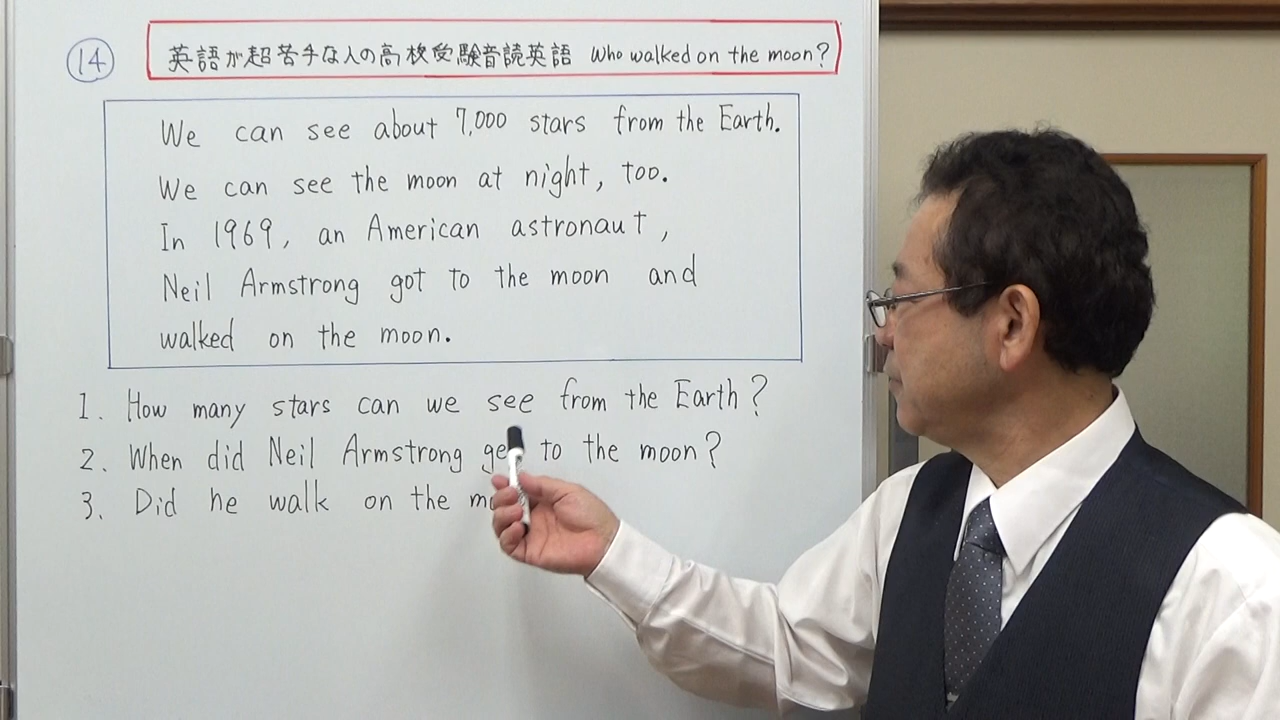 14
英語が超苦手な人の高校受験音読英語 Who walked on the moon?
We can see about 7,000 stars from the Earth.
We can see the moon at night, too.
In 1969, an American astronaut,
Neil Armstrong got to the moon and
walked on the moon.
1. How many stars can we see from the Earth?
2. When did Neil Armstrong get to the moon?
3. Did he walk on the